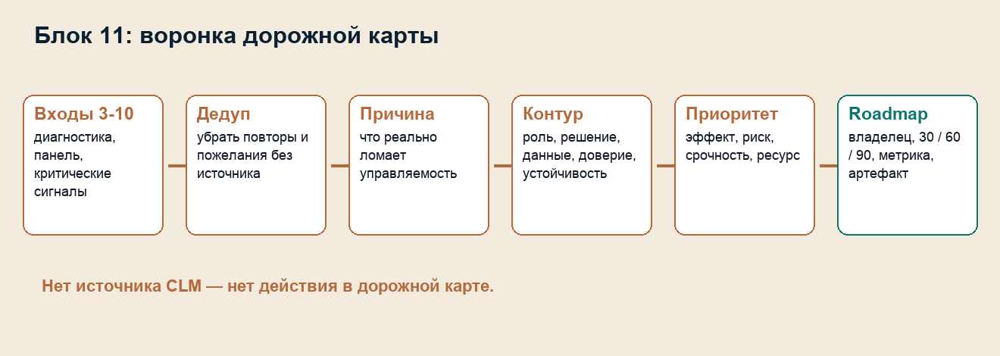 Блок 11: воронка дорожной карты
Входы 3-10
диагностика,
панель,
критические
сигналы
Дедуп
убрать повторы и
пожелания без
источника
Причина
что реально
ломает
управляемость
Контур
роль, решение,
данные, доверие,
устойчивость
Приоритет
эффект, риск,
срочность, ресурс
Roadmap
владелец, 30 / 60
/ 90, метрика,
артефакт
Нет источника CLM — нет действия в дорожной карте.